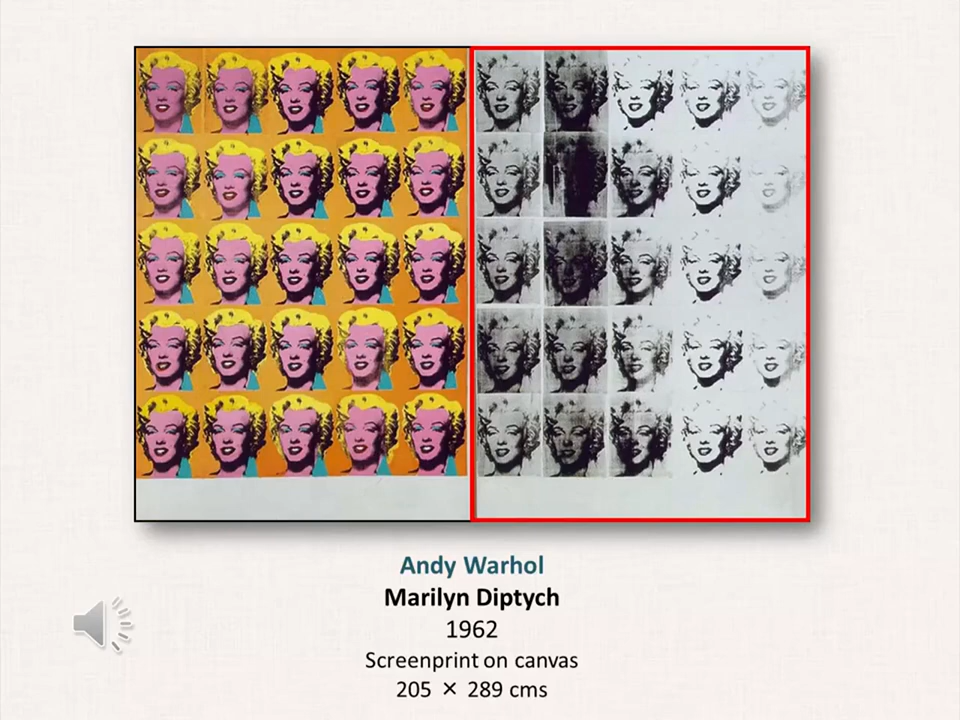 Andy Warhol
Marilyn Diptych
1962
Screenprint on canvas
205 × 289 cms